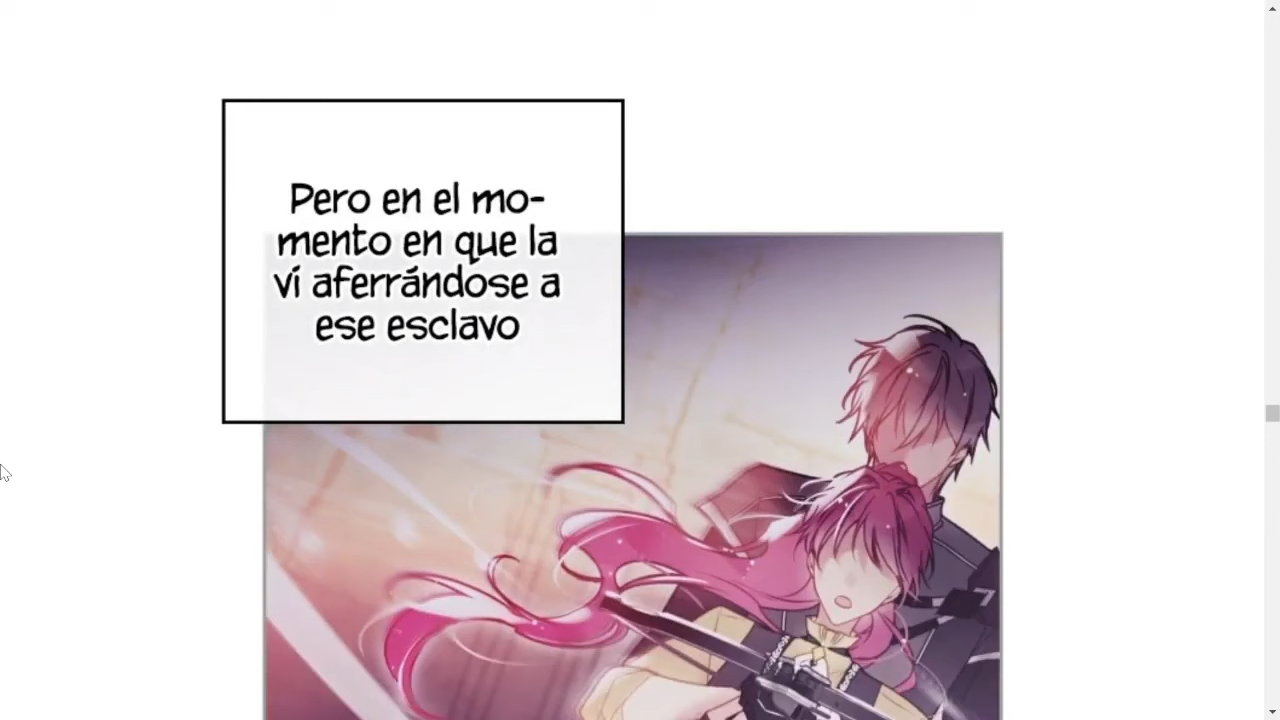 Pero en el mo-
mento en que la
ví aferrándose a
ese esclavo